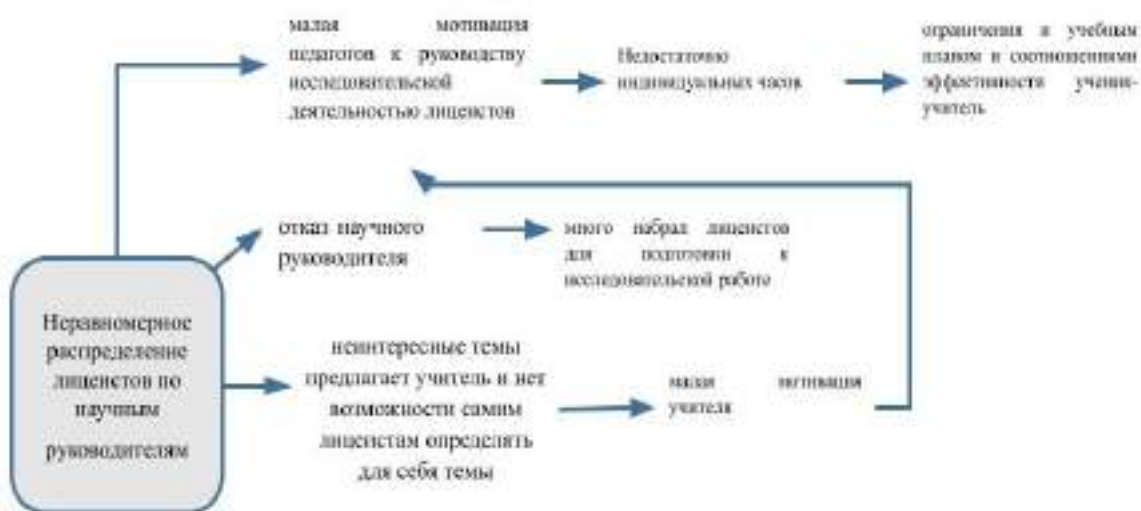 малая мотивация
педагогов к руководству
исследовательской
деятельностью лицеистов
Недостаточно
индивидуальных часов
ограничения в учебным
планом и соотношениями
эффективности ученик-
учитель
отказ научного
руководителя
много набрал лицеистов
для подготовки к
исследовательской работе
Неравномерное
распределение
лицеистов по
научным
руководителям
неинтересные темы
предлагает учитель и нет
возможности самим
лицеистам определять
для себя темы
малая мотивация
учителя